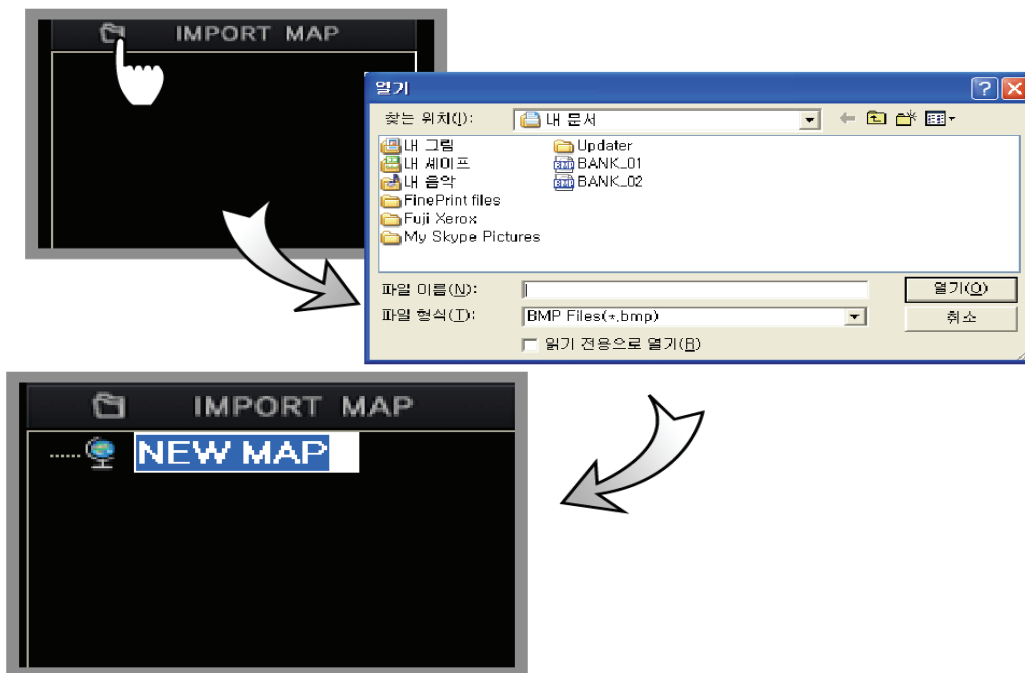 IMPORT MAP
열기
찾는 위치(I):
내 문서
내 그림
내 셰이프
내 음악
FinePrint files
Fuji Xerox
My Skype Pictures
Updater
BANK_01
BANK_02
파일 이름(N):
열기(O)
파일 형식(T):
BMP Files(*.bmp)
취소
읽기 전용으로 열기(R)
IMPORT MAP
NEW MAP